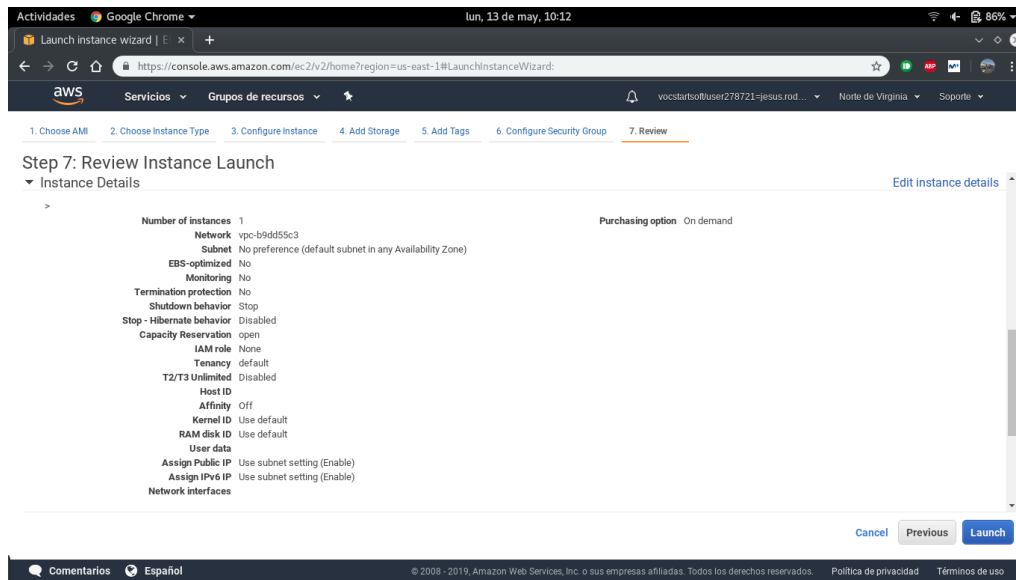 Actividades Google Chrome lun, 13 de may, 10:12 86%
Launch instance wizard | E
https://console.aws.amazon.com/ec2/v2/home?region=us-east-1#LaunchInstanceWizard:
aws Servicios Grupos de recursos vocstartsoft/user278721=jesus.rod... Norte de Virginia Soporte
1. Choose AMI 2. Choose Instance Type 3. Configure Instance 4. Add Storage 5. Add Tags 6. Configure Security Group 7. Review
Step 7: Review Instance Launch
Instance Details Edit instance details
>
Number of instances 1 Purchasing option On demand
Network vpc-b9dd55c3
Subnet No preference (default subnet in any Availability Zone)
EBS-optimized No
Monitoring No
Termination protection No
Shutdown behavior Stop
Stop - Hibernate behavior Disabled
Capacity Reservation open
IAM role None
Tenancy default
T2/T3 Unlimited Disabled
Host ID
Affinity Off
Kernel ID Use default
RAM disk ID Use default
User data
Assign Public IP Use subnet setting (Enable)
Assign IPv6 IP Use subnet setting (Enable)
Network interfaces
Cancel Previous Launch
Comentarios Español © 2008 - 2019, Amazon Web Services, Inc. o sus empresas afiliadas. Todos los derechos reservados. Política de privacidad Términos de uso